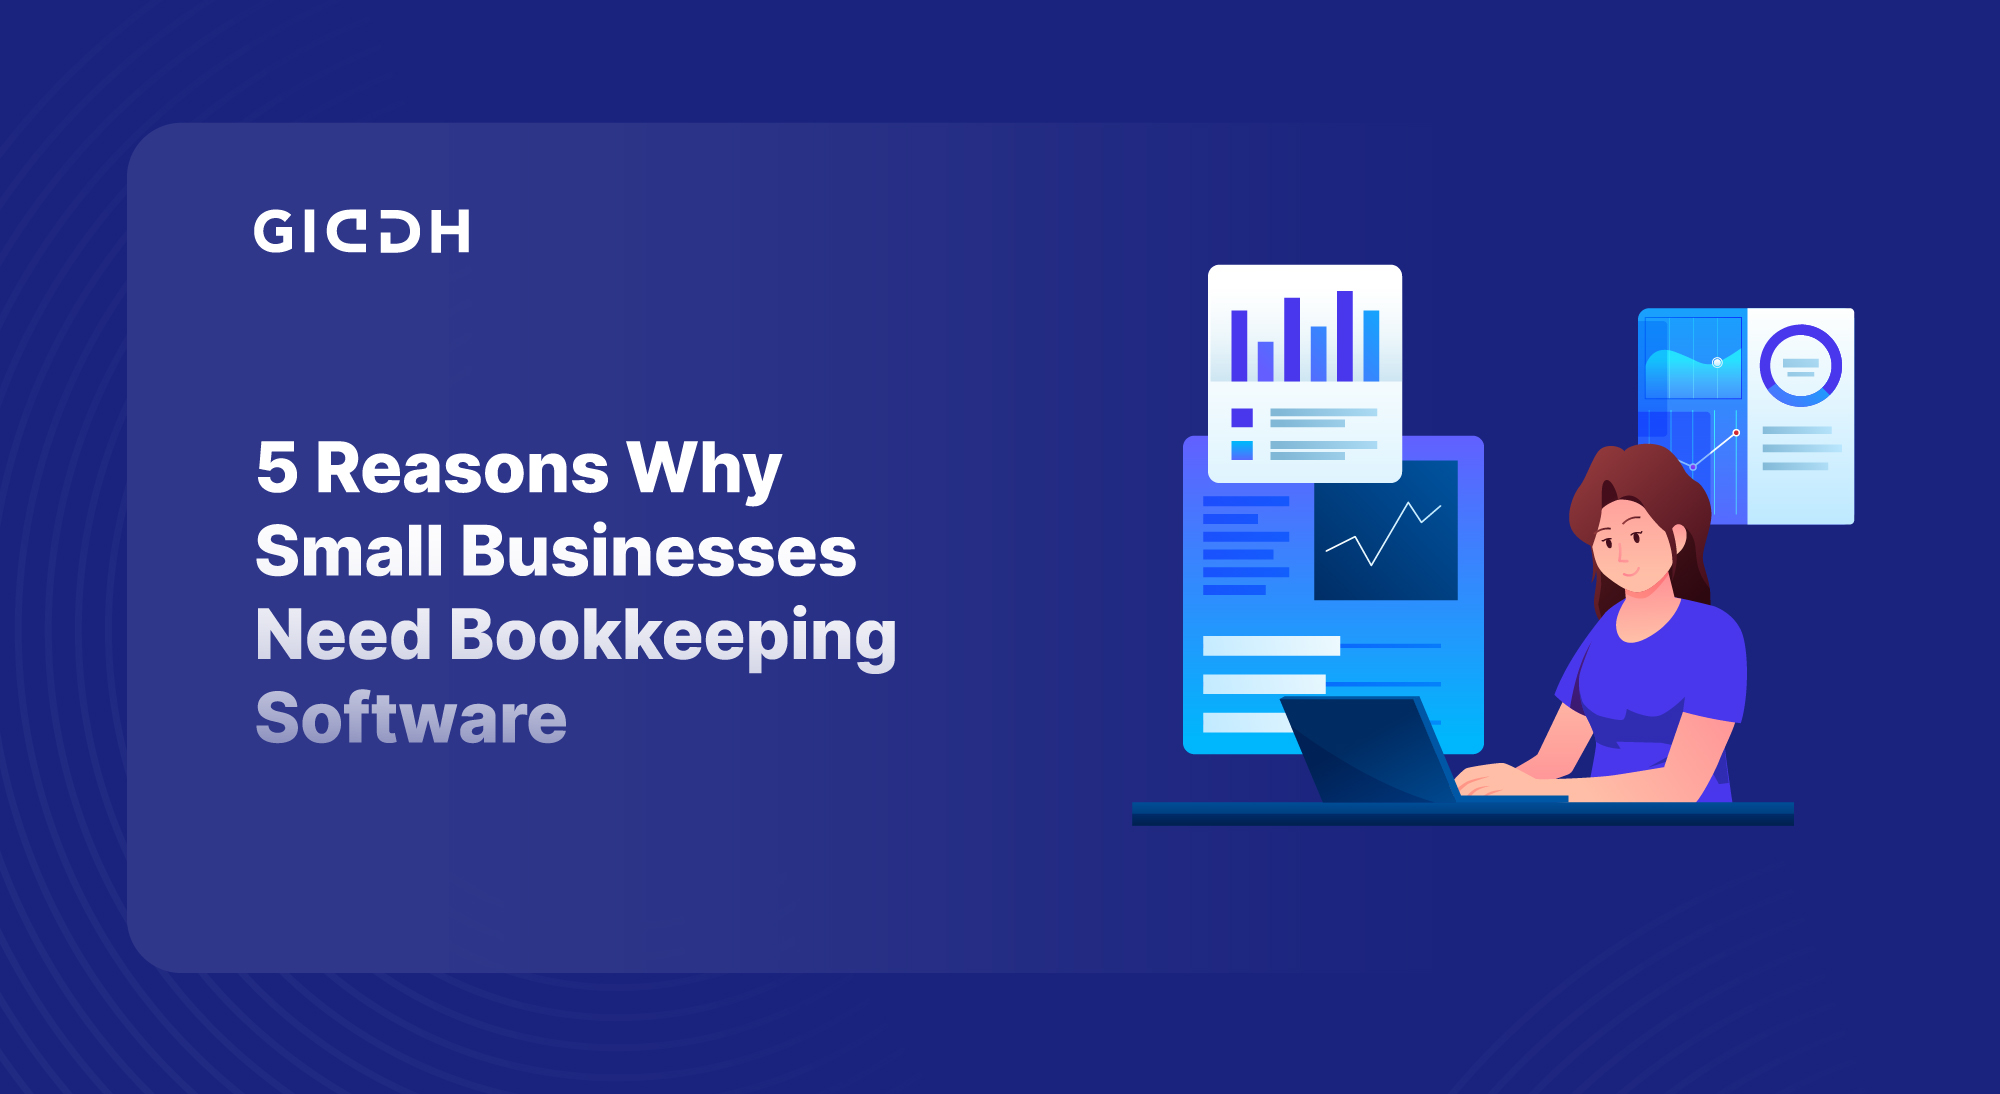 GIDDH
5 Reasons Why
Small Businesses
Need Bookkeeping
Software